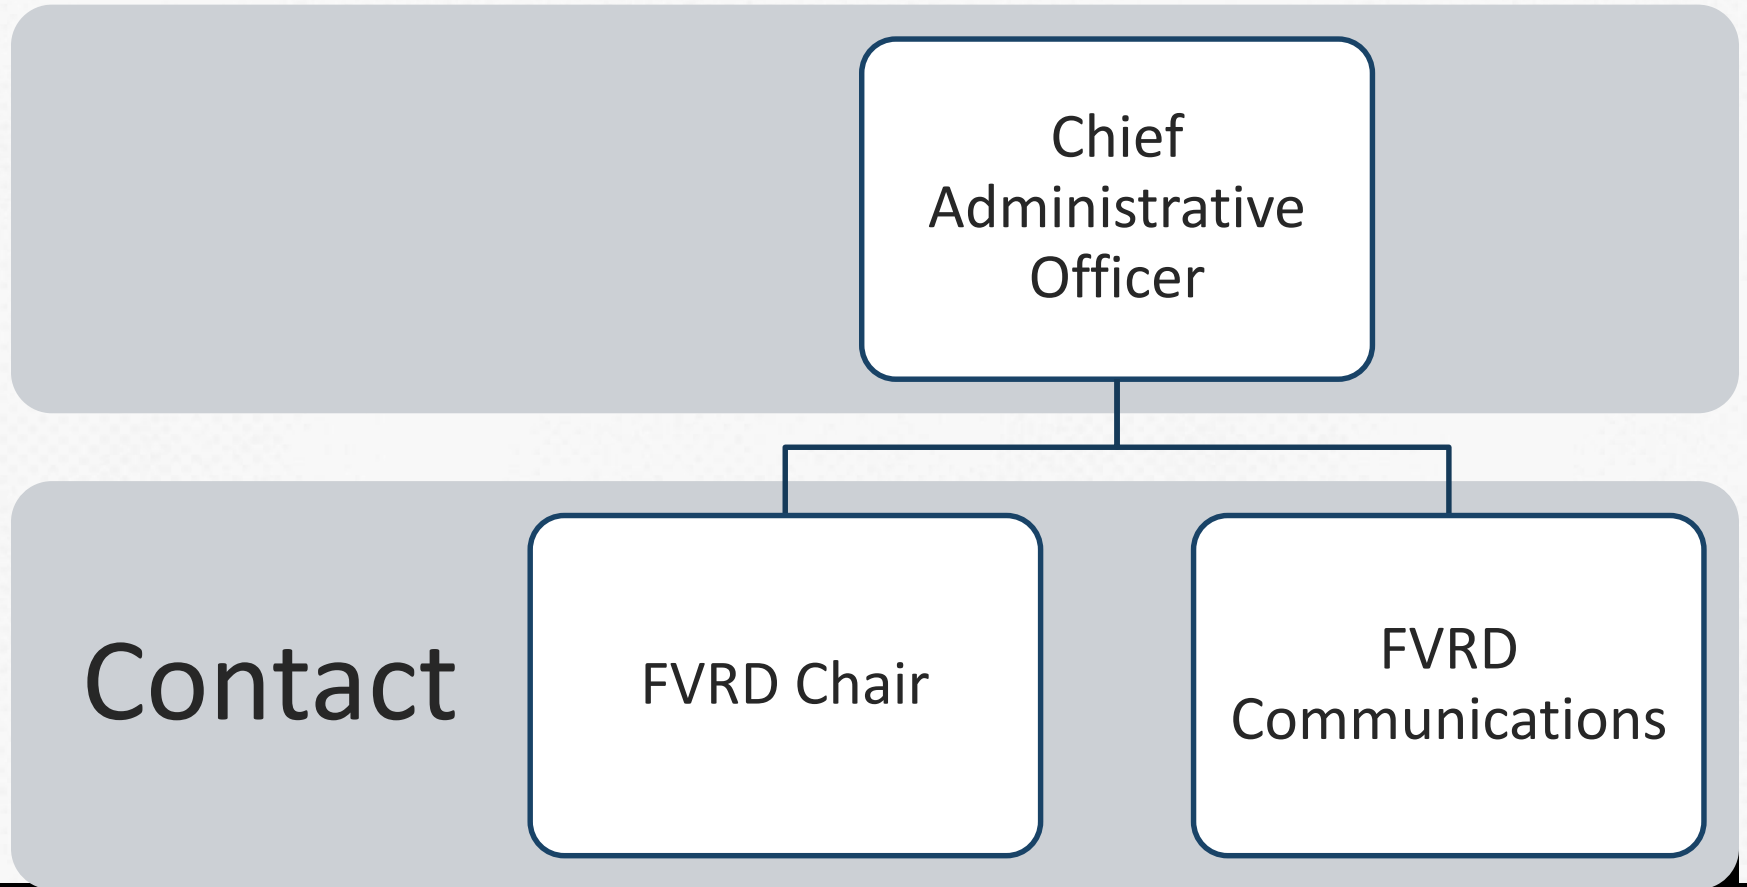 Chief
Administrative
Officer
Contact
FVRD Chair
FVRD
Communications